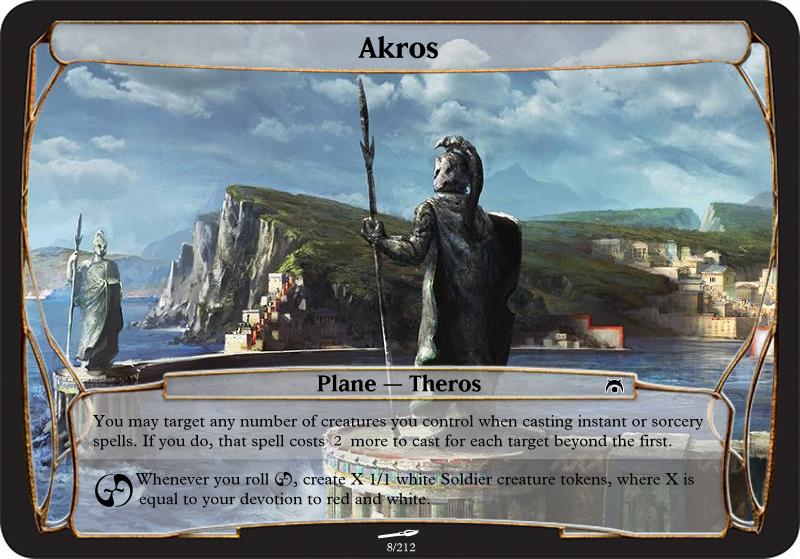 Akros
Plane — Theros
You may target any number of creatures you control when casting instant or sorcery
spells. If you do, that spell costs 2 more to cast for each target beyond the first.
Whenever you roll , create X 1/1 white Soldier creature tokens, where X is
equal to your devotion to red and white.
8/212